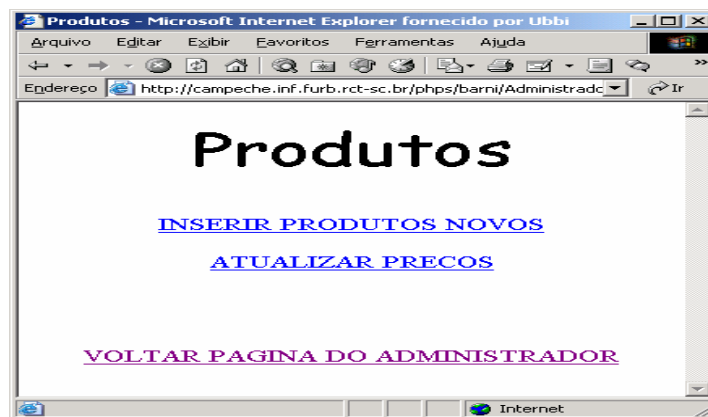 Produtos - Microsoft Internet Explorer fornecido por Ubbi
Arquivo Editar Exibir Favoritos Ferramentas Ajuda
»
Endereço http://campeche.inf.furb.rct-sc.br/phps/barni/Administrado Ir
Produtos
INSERIR PRODUTOS NOVOS
ATUALIZAR PRECOS
VOLTAR PAGINA DO ADMINISTRADOR
Internet